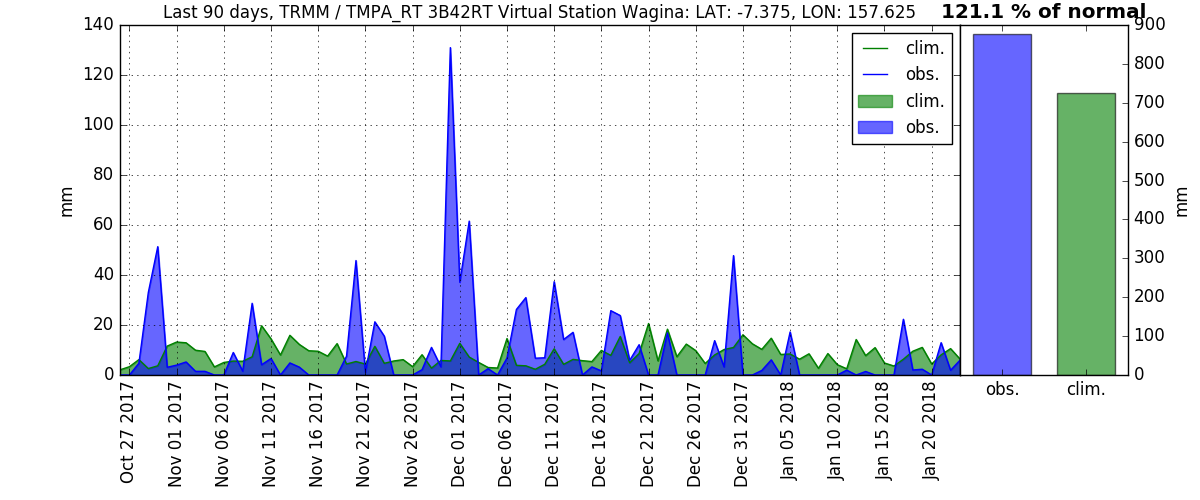 Last 90 days, TRMM / TMPA_RT 3B42RT Virtual Station Wagina: LAT: -7.375, LON: 157.625
121.1 % of normal
140
120
100
80
60
40
20
0
mm
clim.
obs.
clim.
obs.
900
800
700
600
500
400
300
200
100
0
mm
obs.
clim.
Oct 27 2017
Nov 01 2017
Nov 06 2017
Nov 11 2017
Nov 16 2017
Nov 21 2017
Nov 26 2017
Dec 01 2017
Dec 06 2017
Dec 11 2017
Dec 16 2017
Dec 21 2017
Dec 26 2017
Dec 31 2017
Jan 05 2018
Jan 10 2018
Jan 15 2018
Jan 20 2018